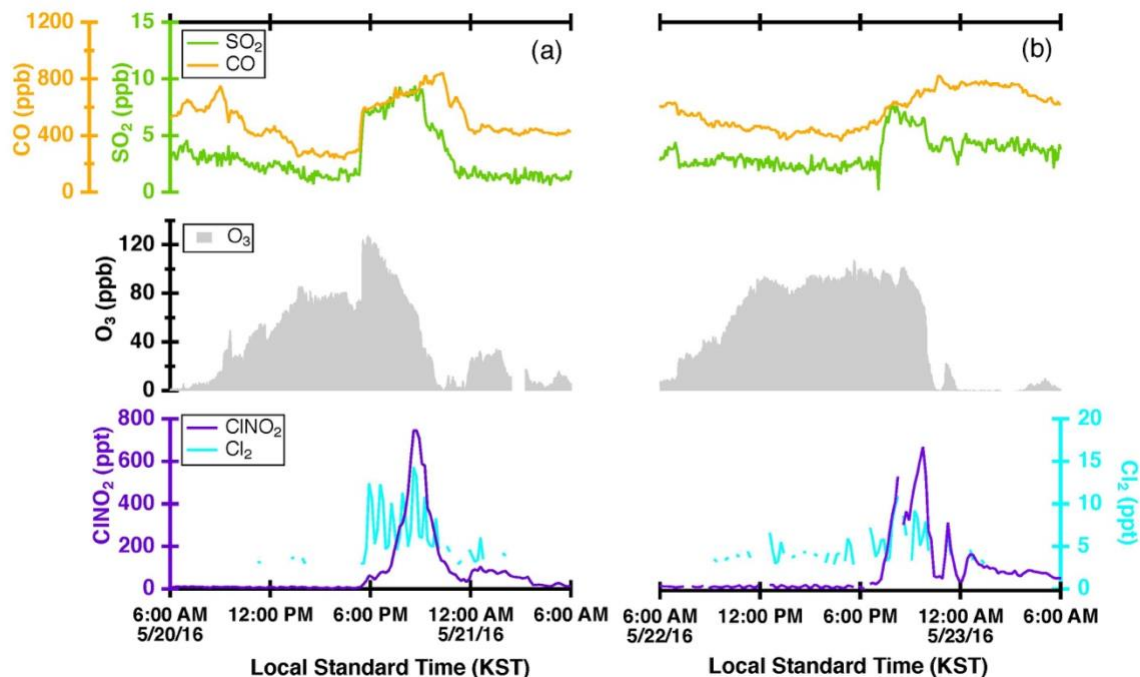 CO (ppb)
1200
800
400
0
SO₂ (ppb)
15
10
5
0
SO₂
CO
(a)
(b)
O₃ (ppb)
120
80
40
0
O₃
ClNO₂ (ppt)
800
600
400
200
0
ClNO₂
Cl₂
20
15
10
5
0
Cl₂ (ppt)
6:00 AM 12:00 PM 6:00 PM 12:00 AM 6:00 AM
5/20/16 5/21/16
6:00 AM 12:00 PM 6:00 PM 12:00 AM 6:00 AM
5/22/16 5/23/16
Local Standard Time (KST)
Local Standard Time (KST)